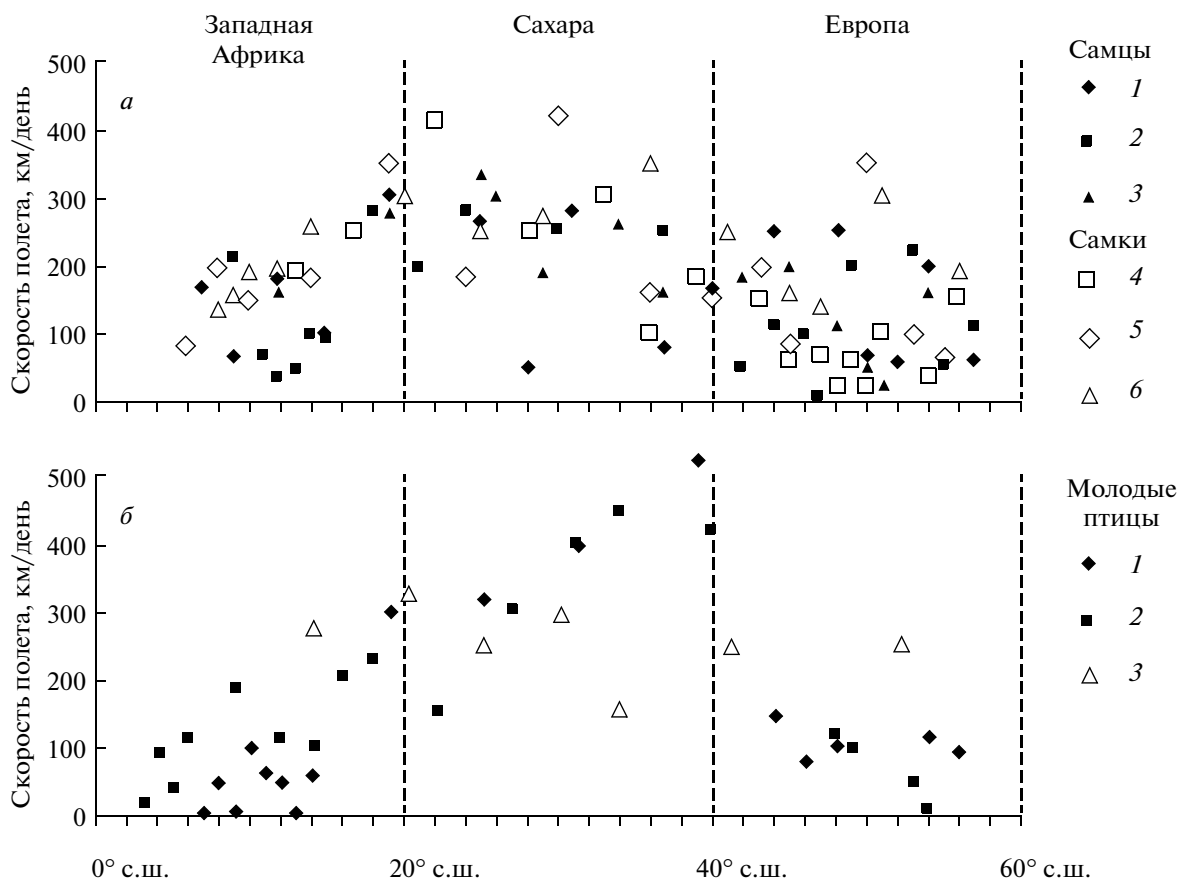 Западная
Африка
Сахара
Европа
Скорость полета, км/день
500
400
300
200
100
0
а
Самцы
1
2
3
Самки
4
5
6
Скорость полета, км/день
500
400
300
200
100
0
б
Молодые
птицы
1
2
3
0° с.ш.
20° с.ш.
40° с.ш.
60° с.ш.